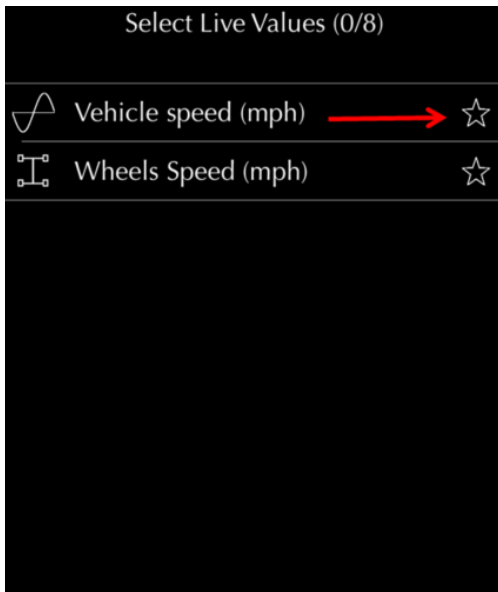 Select Live Values (0/8)
Vehicle speed (mph)
Wheels Speed (mph)